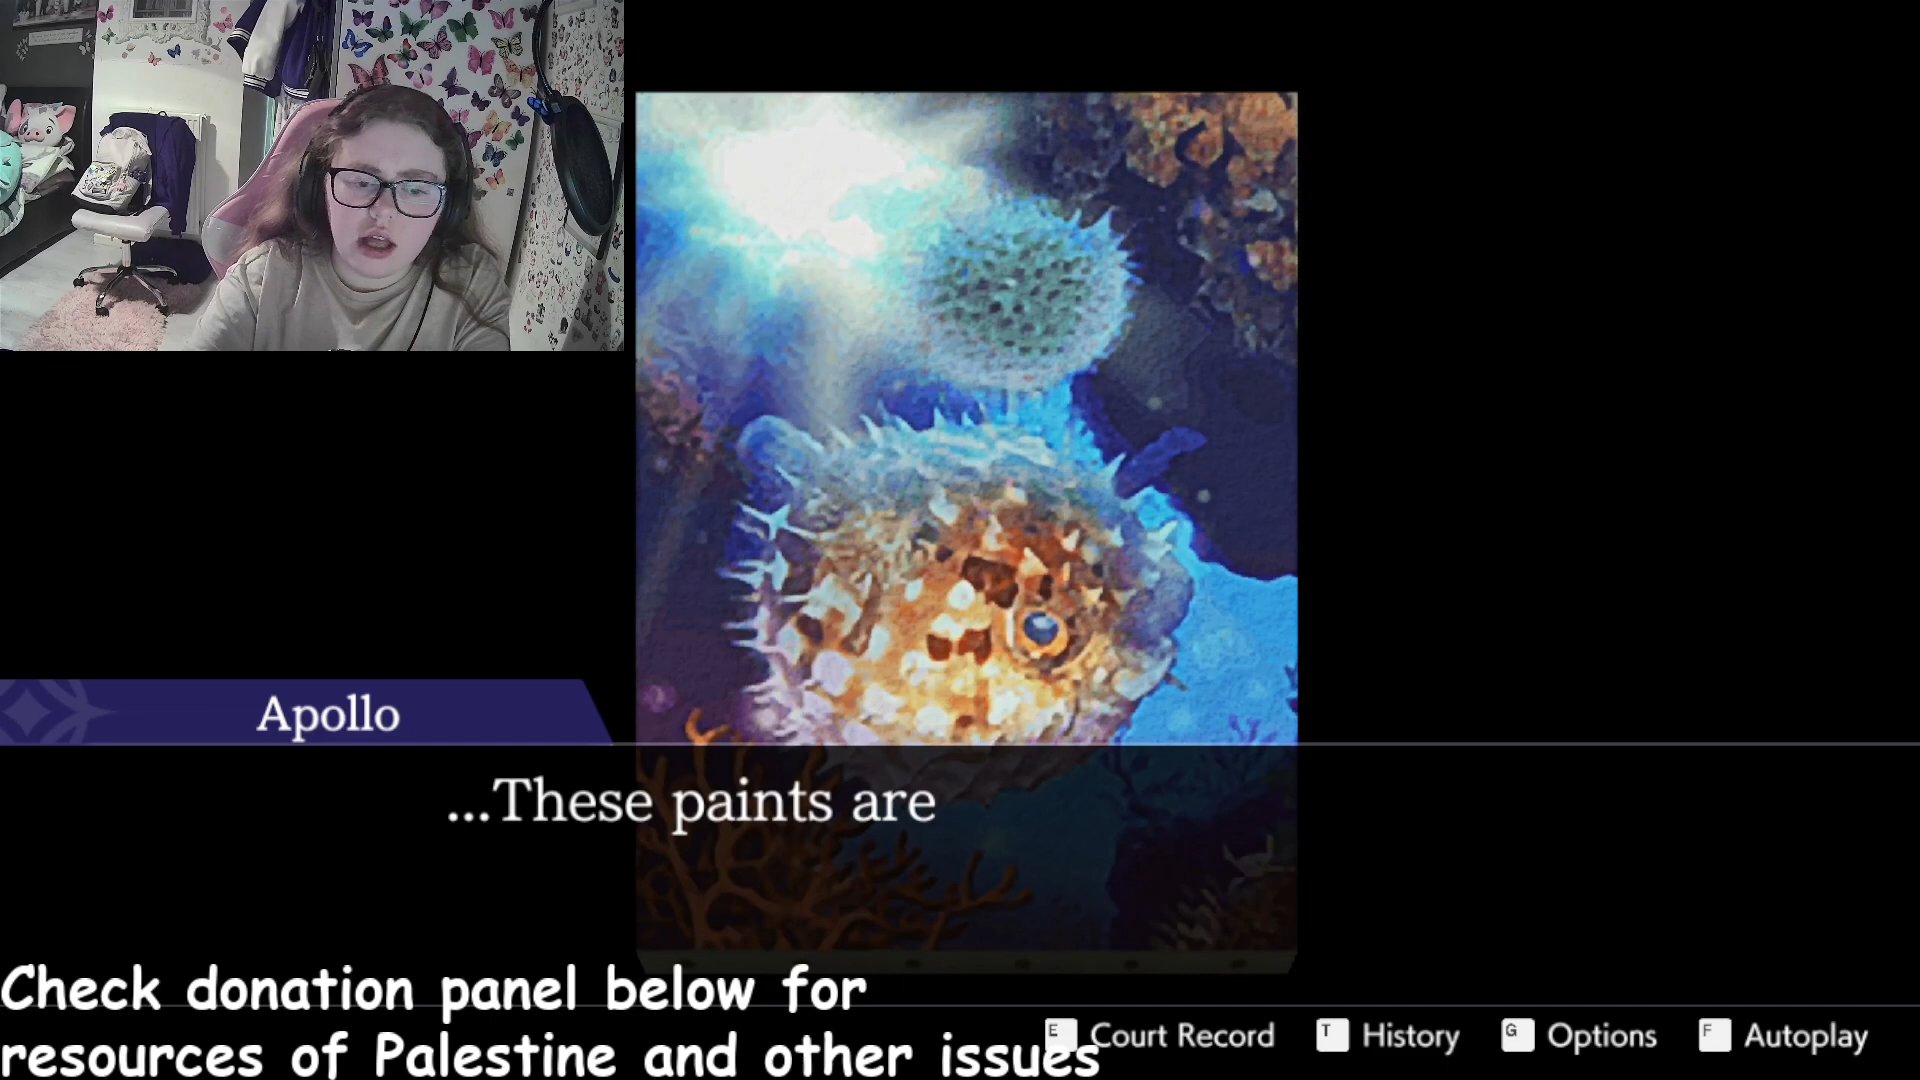 Apollo
...These paints are
Check donation panel below for
resources of Palestine and other issues
E Court Record
T History
G Options
F Autoplay